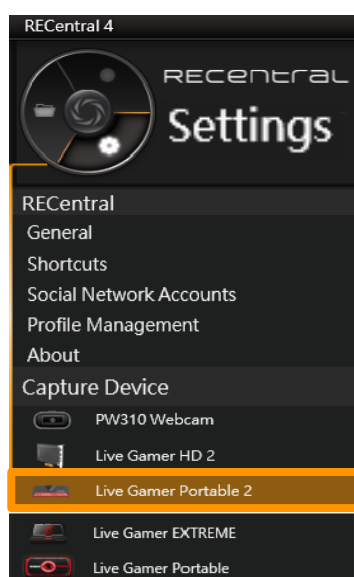 RECentral 4
RECentral
Settings
RECentral
General
Shortcuts
Social Network Accounts
Profile Management
About
Capture Device
PW310 Webcam
Live Gamer HD 2
Live Gamer Portable 2
Live Gamer EXTREME
Live Gamer Portable